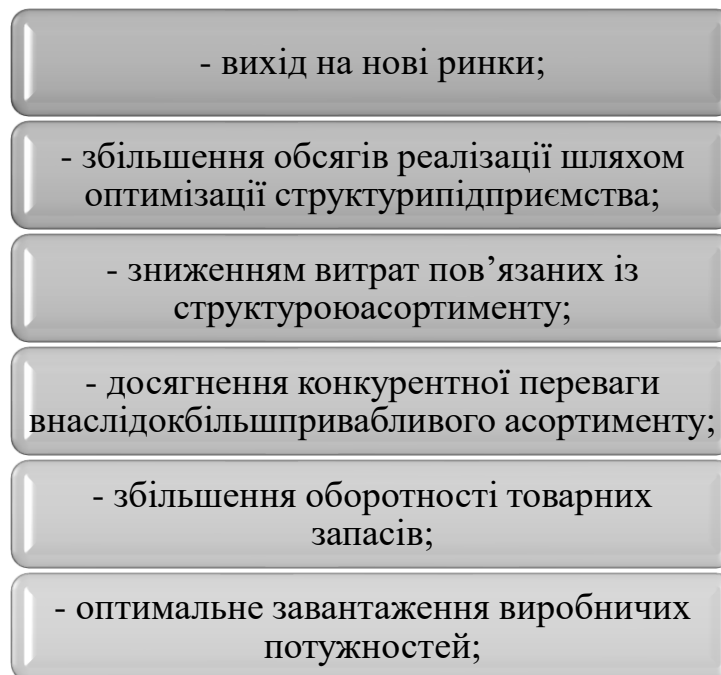 - вихід на нові ринки;
- збільшення обсягів реалізації шляхом
оптимізації структурипідприємства;
- зниженням витрат пов’язаних із
структуроюасортименту;
- досягнення конкурентної переваги
внаслідокбільшпривабливого асортименту;
- збільшення оборотності товарних
запасів;
- оптимальне завантаження виробничих
потужностей;